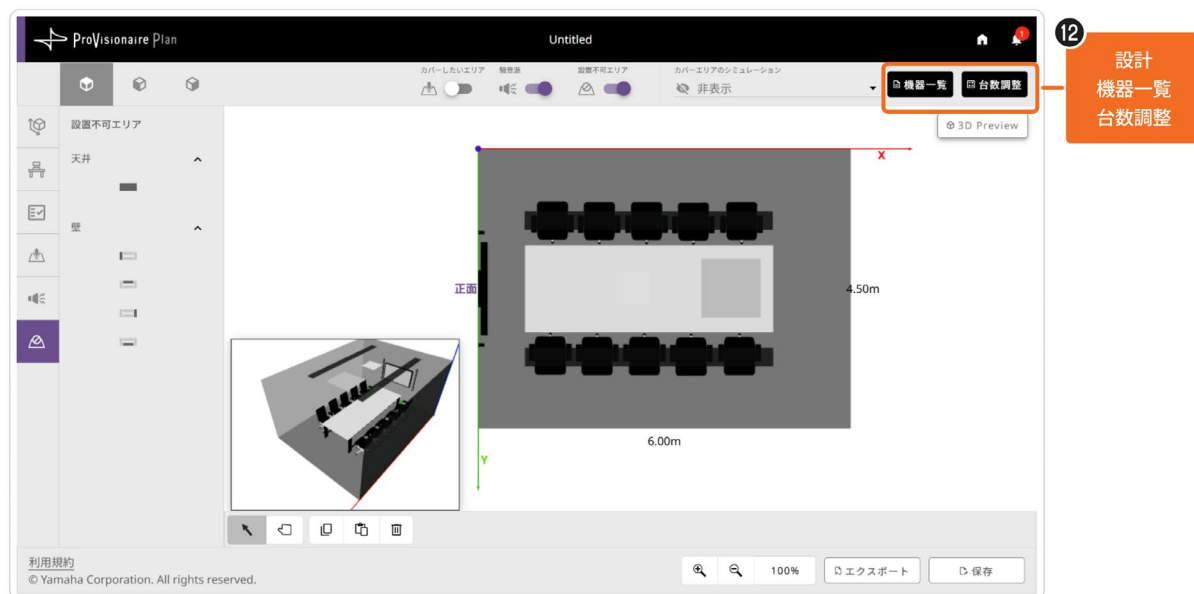 ProVisionaire Plan
Untitled
1
12
設計
機器一覧
台数調整
カバーしたいエリア
騒音源
設置不可エリア
カバーエリアのシミュレーション
非表示
機器一覧
台数調整
3D Preview
設置不可エリア
天井
壁
X
正面
4.50m
6.00m
Y
利用規約
© Yamaha Corporation. All rights reserved.
100%
エクスポート
保存